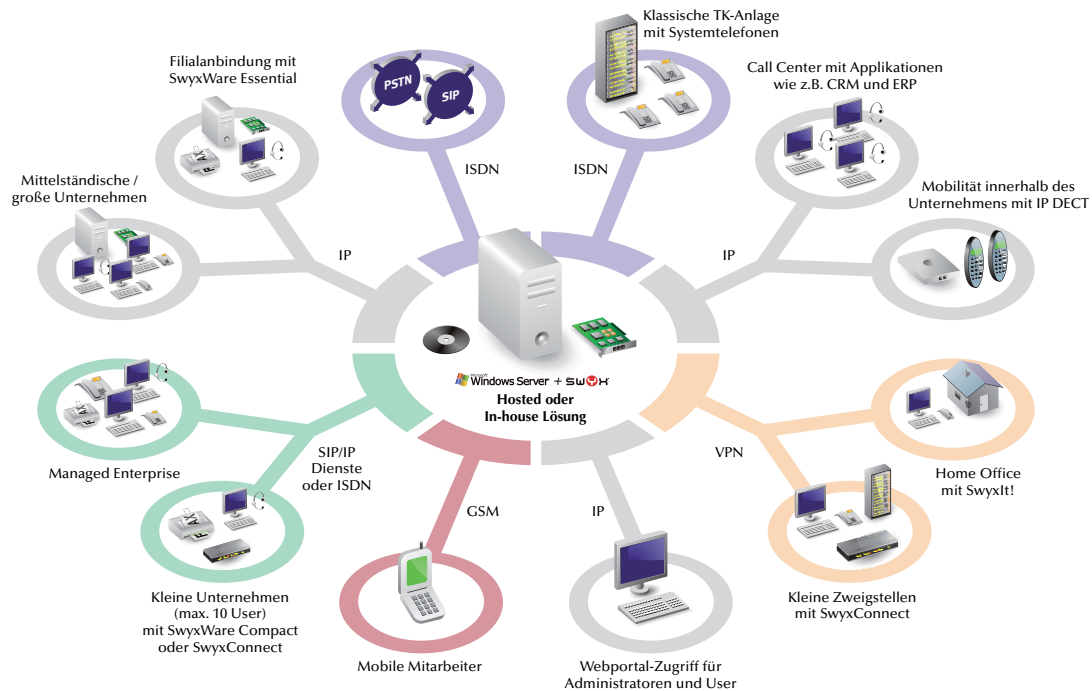 Klassische TK-Anlage
mit Systemtelefonen
Filialanbindung mit
SwyxWare Essential
PSTN
SIP
Call Center mit Applikationen
wie z.B. CRM und ERP
ISDN
ISDN
Mittelständische /
große Unternehmen
Mobilität innerhalb des
Unternehmens mit IP DECT
IP
IP
Microsoft
Windows Server + swyx
Hosted oder
In-house Lösung
Managed Enterprise
SIP/IP
Dienste
oder ISDN
VPN
Home Office
mit SwyxIt!
GSM
IP
Kleine Unternehmen
(max. 10 User)
mit SwyxWare Compact
oder SwyxConnect
Kleine Zweigstellen
mit SwyxConnect
Mobile Mitarbeiter
Webportal-Zugriff für
Administratoren und User